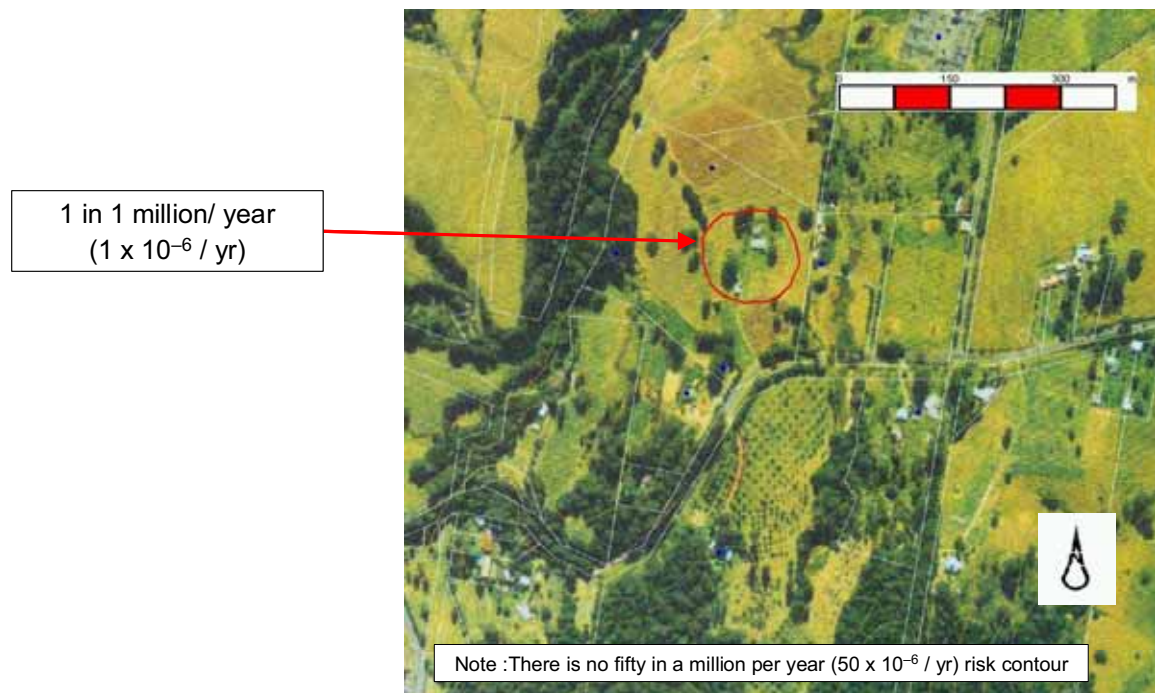 0 150 300 m
1 in 1 million/ year
(1 x 10⁻⁶ / yr)
N
Note :There is no fifty in a million per year (50 x 10⁻⁶ / yr) risk contour